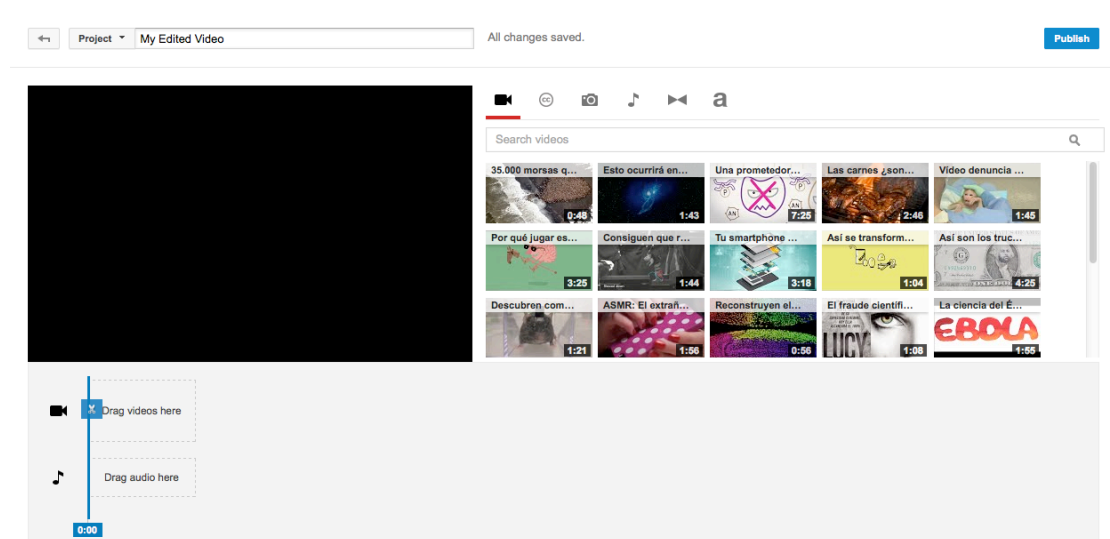 Project
My Edited Video
All changes saved.
Publish
cc
a
Search videos
35.000 morsas q...
Esto ocurrirá en...
Una prometedor...
Las carnes ¿son...
Vídeo denuncia ...
0:48
1:43
P
P
AN
AN
7:25
2:46
1:45
Por qué jugar es...
Consiguen que r...
Tu smartphone ...
Así se transform...
Así son los truc...
3:25
1:44
3:18
1:04
4:25
Descubren com...
ASMR: El extrañ...
Reconstruyen el...
El fraude científi...
La ciencia del É...
1:21
1:56
0:56
LUCY
1:08
EBOLA
1:55
Drag videos here
Drag audio here
0:00